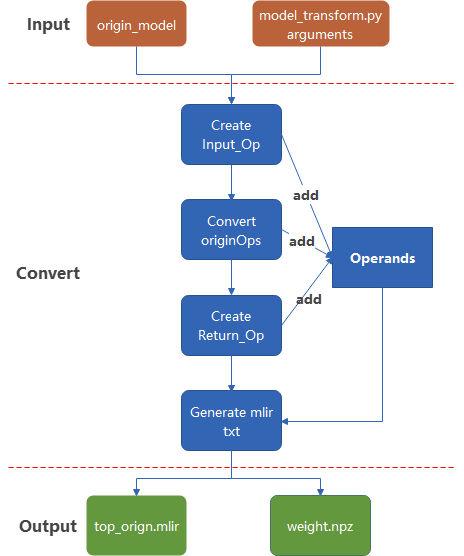 Input
origin_model
model_transform.py
arguments
Create
Input_Op
add
Convert
originOps
add
Operands
Convert
Create
Return_Op
add
Generate mlir
txt
Output
top_orign.mlir
weight.npz